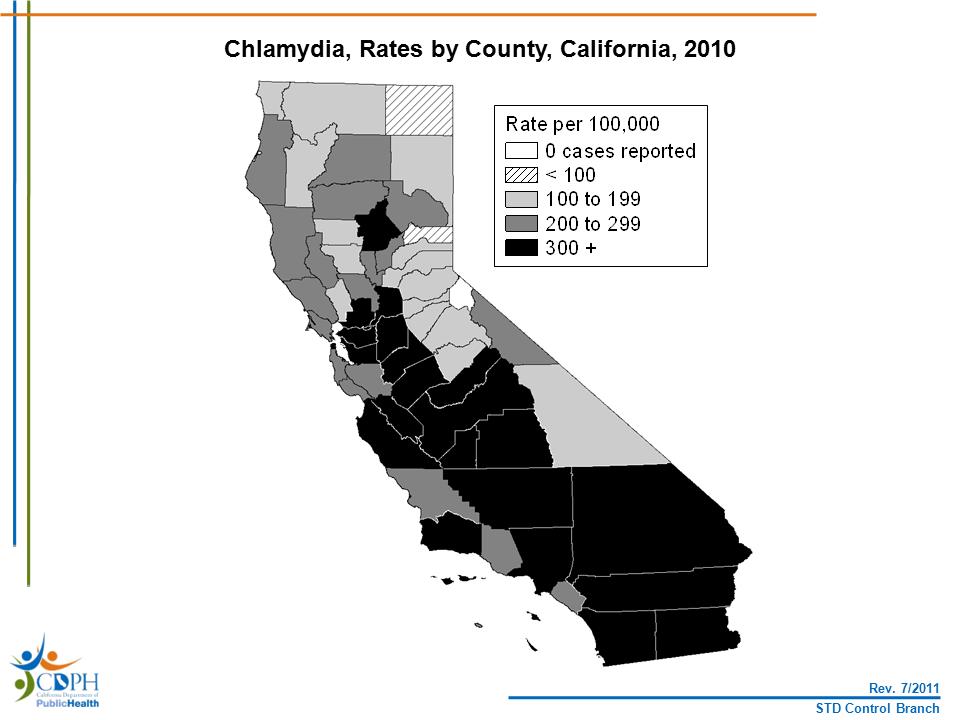 Chlamydia, Rates by County, California, 2010
Rate per 100,000
0 cases reported
< 100
100 to 199
200 to 299
300 +
CDPH
California Department of
PublicHealth
Rev. 7/2011
STD Control Branch